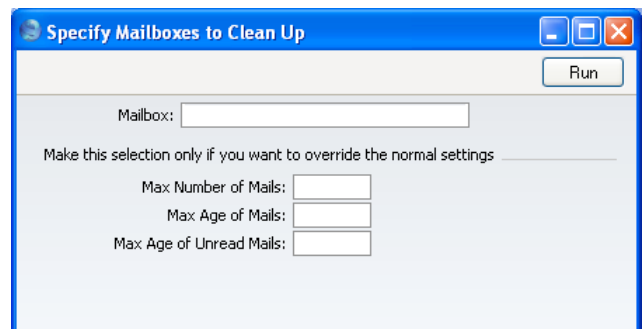 Specify Mailboxes to Clean Up
Run
Mailbox:
Make this selection only if you want to override the normal settings
Max Number of Mails:
Max Age of Mails:
Max Age of Unread Mails: